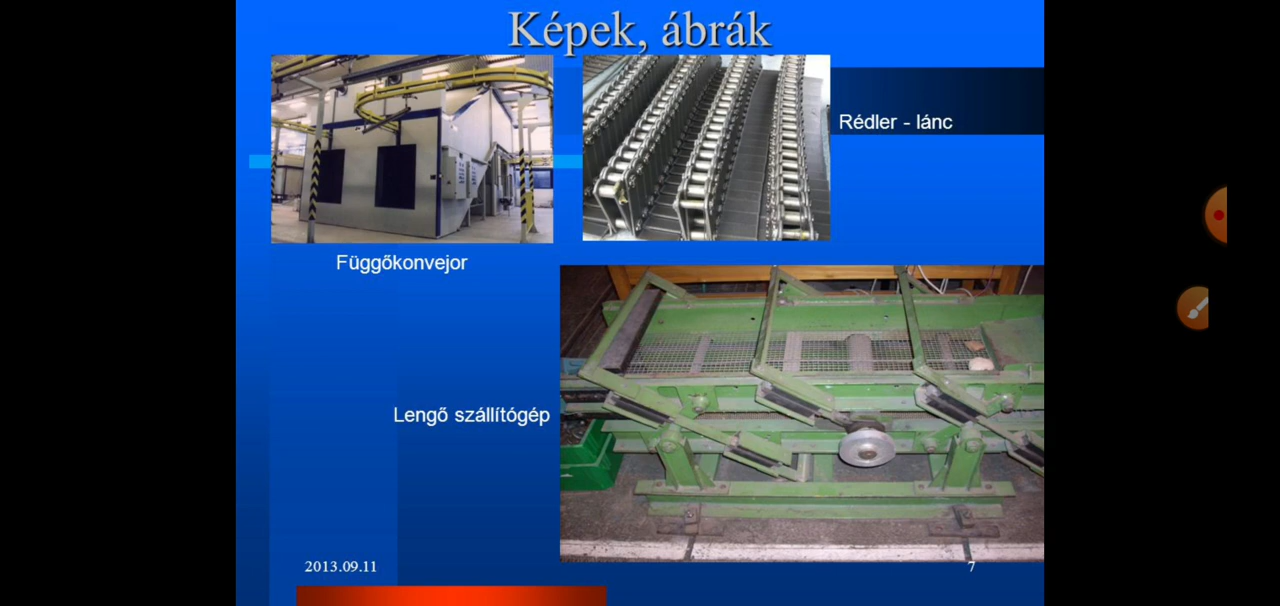 Képek, ábrák
Rédler - lánc
Függőkonvejor
Lengő szállítógép
2013.09.11
7